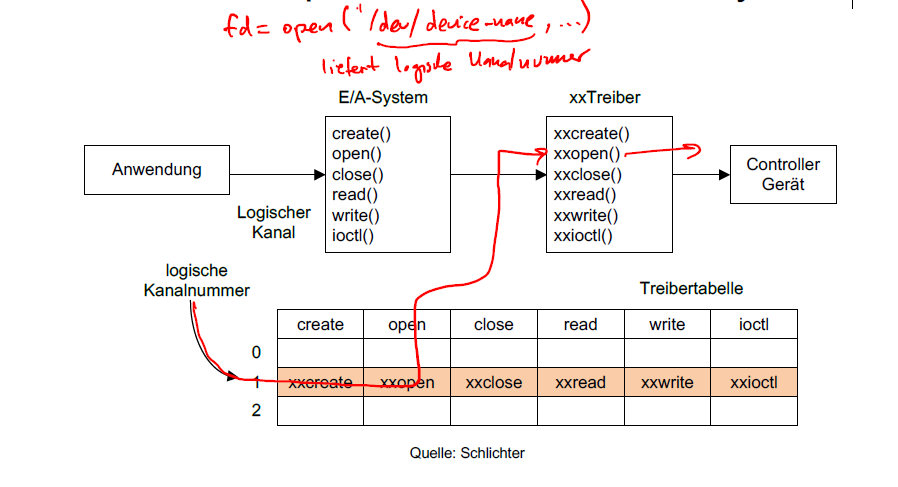 fd = open ("/dev/device-name, ...)
liefert logische Kanalnummer
E/A-System
xxTreiber
create()
open()
close()
read()
write()
ioctl()
xxcreate()
xxopen()
xxclose()
xxread()
xxwrite()
xxioctl()
Anwendung
Controller
Gerät
Logischer
Kanal
logische
Kanalnummer
Treibertabelle
create open close read write ioctl
0
1 xxcreate xxopen xxclose xxread xxwrite xxioctl
2
Quelle: Schlichter